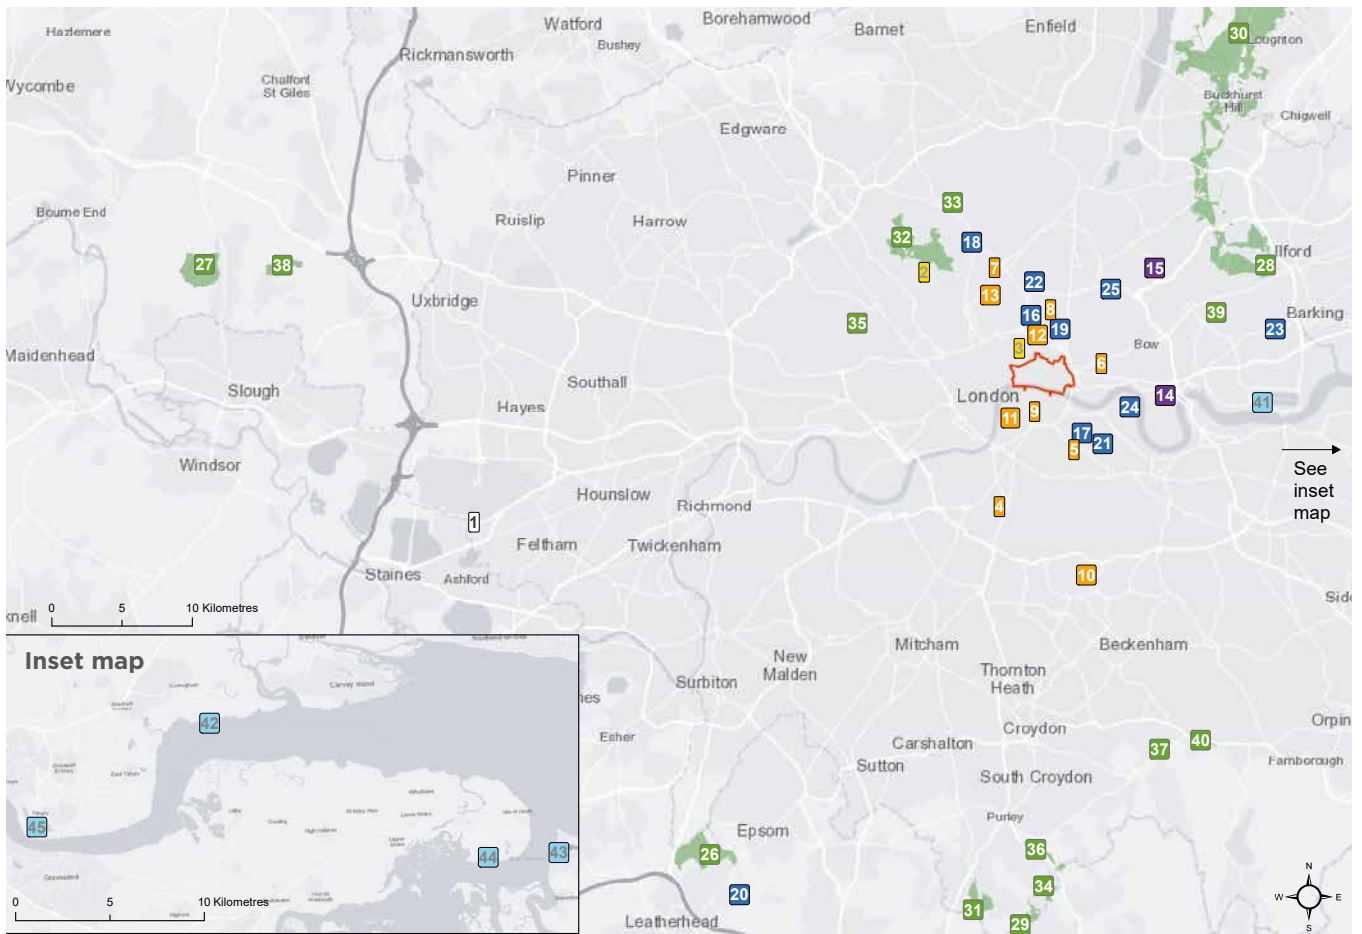 Hazlemere
Watford
Borehamwood
Barnet
Enfield
30
Loughton
Bushey
Rickmansworth
Wycombe
Chalfont
St Giles
Buckhurst
Hill
Chigwell
Edgware
Pinner
Bourne End
Ruislip
Harrow
33
32
18
27
38
2
7
22
15
Ilford
28
25
13
Uxbridge
35
16
8
12
19
39
Barking
23
Maidenhead
3
Bow
6
Slough
Southall
London
Hayes
11
9
24
14
41
17
21
5
See
inset
map
Windsor
Hounslow
Richmond
4
1
Feltham
Twickenham
Staines
Ashford
10
0 5 10 Kilometres
knell
Sid
Mitcham
Beckenham
Inset map
New
Malden
Thornton
Heath
Surbiton
Canvey Island
nes
42
Esher
Croydon
Orpin
Carshalton
37
40
Farnborough
Sutton
South Croydon
Purley
45
Epsom
44
43
26
36
34
20
31
29
0 5 10 Kilometres
Leatherhead
N
W
E
S